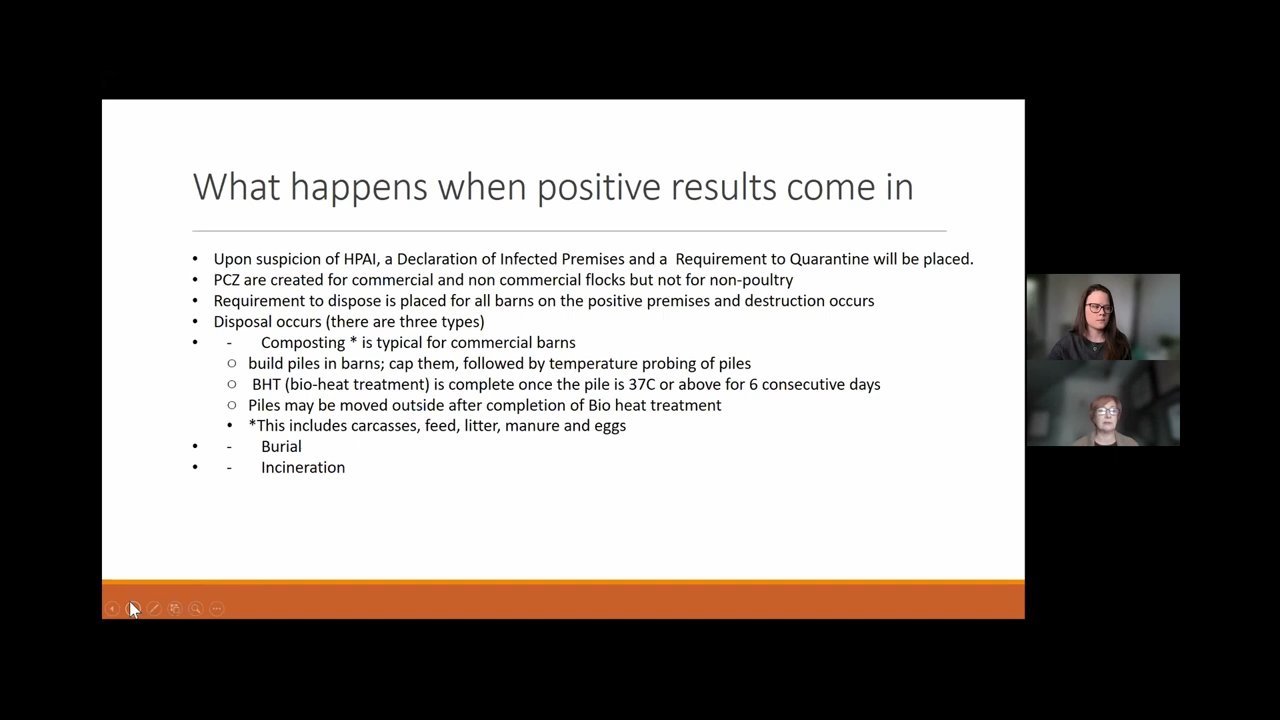 What happens when positive results come in
• Upon suspicion of HPAI, a Declaration of Infected Premises and a  Requirement to Quarantine will be placed.
• PCZ are created for commercial and non commercial flocks but not for non-poultry
• Requirement to dispose is placed for all barns on the positive premises and destruction occurs
• Disposal occurs (there are three types)
• - Composting * is typical for commercial barns
○ build piles in barns; cap them, followed by temperature probing of piles
○ BHT (bio-heat treatment) is complete once the pile is 37C or above for 6 consecutive days
○ Piles may be moved outside after completion of Bio heat treatment
• *This includes carcasses, feed, litter, manure and eggs
• - Burial
• - Incineration